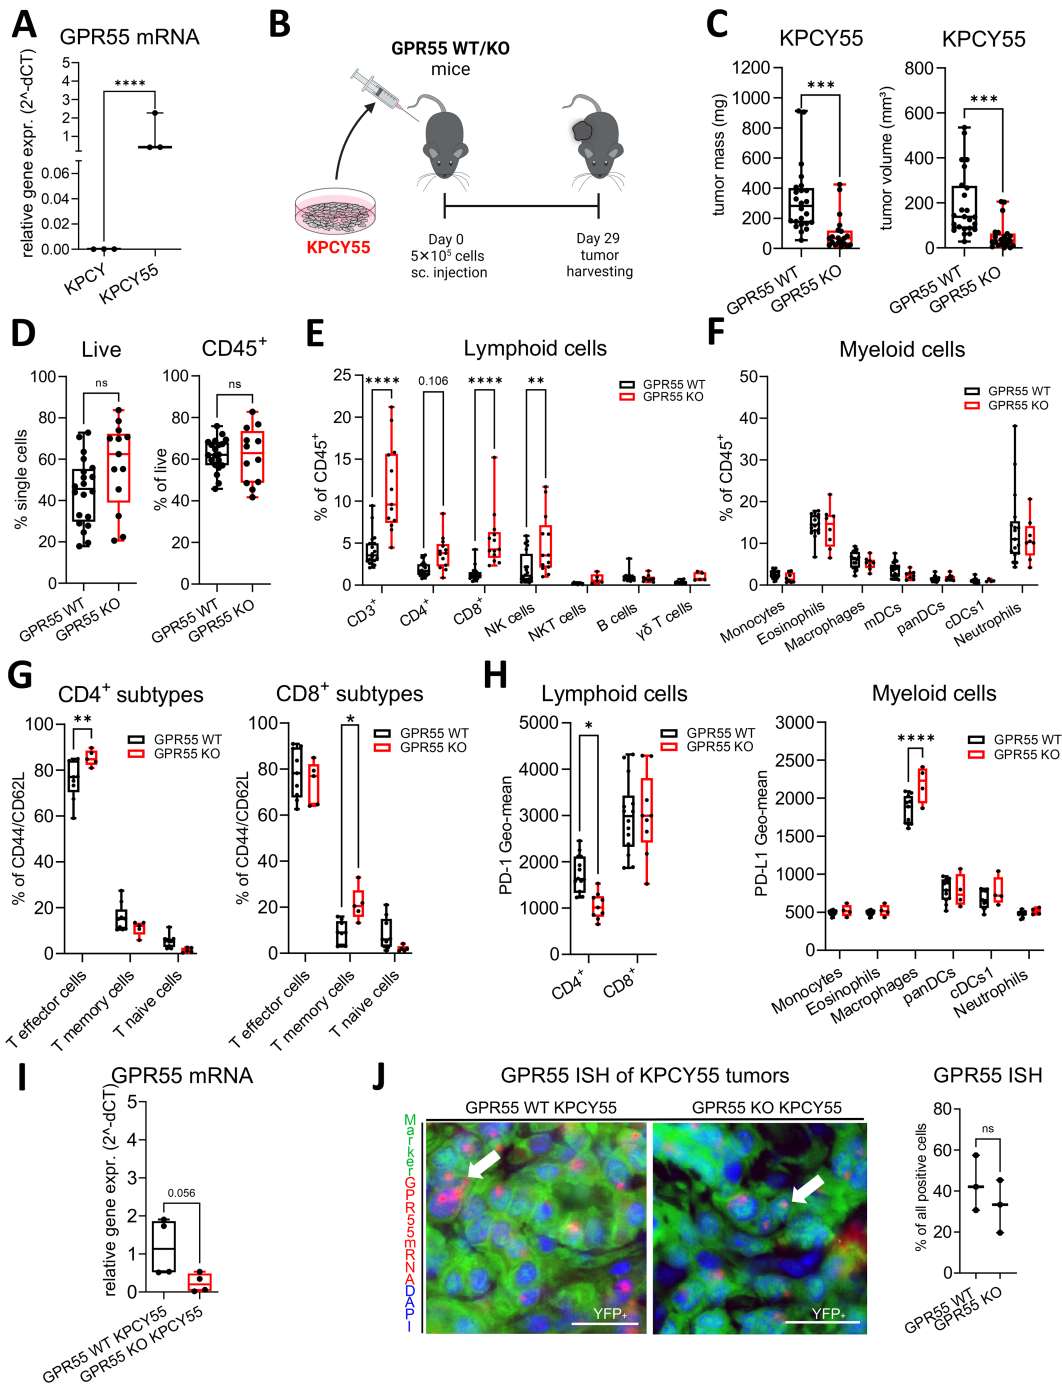 A
GPR55 mRNA
relative gene expr. (2^-dCT)
5
4
3
2
1
0.06
0.04
0.02
0.00
****
KPCY
KPCY55
B
GPR55 WT/KO
mice
KPCY55
Day 0
5×10⁵ cells
sc. injection
Day 29
tumor
harvesting
C
KPCY55
tumor mass (mg)
1200
1000
800
600
400
200
0
***
GPR55 WT
GPR55 KO
KPCY55
tumor volume (mm³)
800
600
400
200
0
***
GPR55 WT
GPR55 KO
D
Live
% single cells
100
80
60
40
20
0
ns
GPR55 WT
GPR55 KO
CD45⁺
% of live
100
80
60
40
20
0
ns
GPR55 WT
GPR55 KO
E
Lymphoid cells
% of CD45⁺
25
20
15
10
5
0
****
0.106
****
**
GPR55 WT
GPR55 KO
CD3⁺
CD4⁺
CD8⁺
NK cells
NKT cells
B cells
γδ T cells
F
Myeloid cells
% of CD45⁺
50
40
30
20
10
0
GPR55 WT
GPR55 KO
Monocytes
Eosinophils
Macrophages
mDCs
panDCs
cDCs1
Neutrophils
G
CD4⁺ subtypes
% of CD44/CD62L
100
80
60
40
20
0
**
GPR55 WT
GPR55 KO
T effector cells
T memory cells
T naive cells
CD8⁺ subtypes
% of CD44/CD62L
100
80
60
40
20
0
*
GPR55 WT
GPR55 KO
T effector cells
T memory cells
T naive cells
H
Lymphoid cells
PD-1 Geo-mean
5000
4000
3000
2000
1000
0
*
GPR55 WT
GPR55 KO
CD4⁺
CD8⁺
Myeloid cells
PD-L1 Geo-mean
3000
2500
2000
1500
1000
500
0
****
GPR55 WT
GPR55 KO
Monocytes
Eosinophils
Macrophages
panDCs
cDCs1
Neutrophils
I
GPR55 mRNA
relative gene expr. (2^-dCT)
5
4
3
2
1
0
0.056
GPR55 WT KPCY55
GPR55 KO KPCY55
J
GPR55 ISH of KPCY55 tumors
GPR55 WT KPCY55
GPR55 KO KPCY55
Marker GPR55mRNA DAPI
YFP+
YFP+
GPR55 ISH
% of all positive cells
80
60
40
20
0
ns
GPR55 WT
GPR55 KO